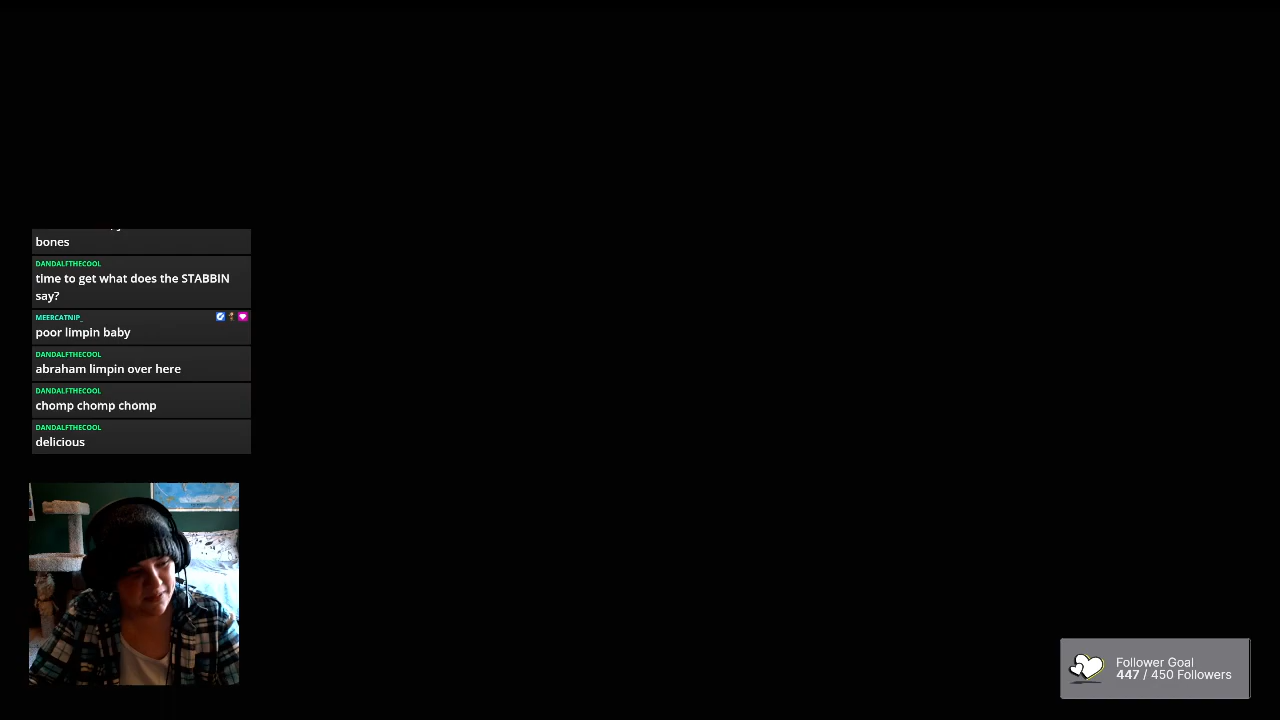 bones
DANDALFTHECOOL
time to get what does the STABBIN
say?
MEERCATNIP_
poor limpin baby
DANDALFTHECOOL
abraham limpin over here
DANDALFTHECOOL
chomp chomp chomp
DANDALFTHECOOL
delicious
Follower Goal
447 / 450 Followers